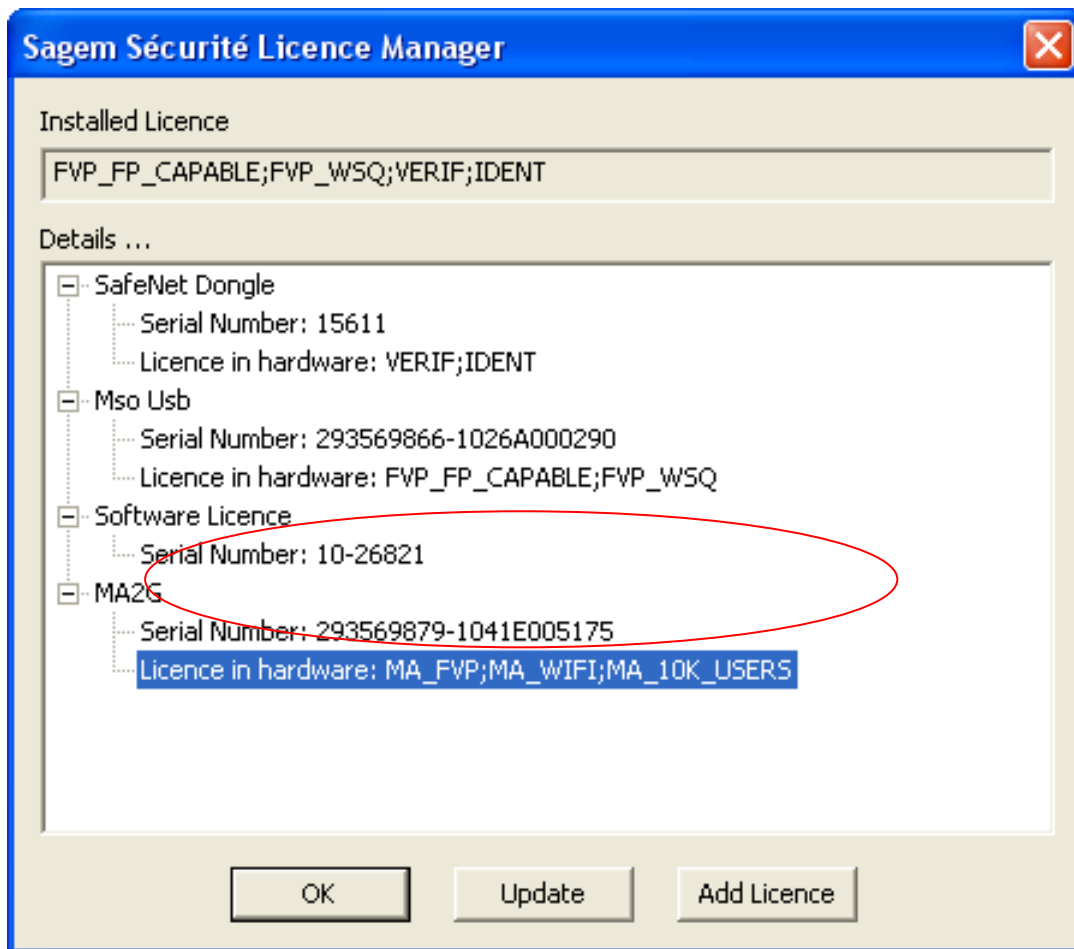 Sagem Sécurité Licence Manager
Installed Licence
FVP_FP_CAPABLE;FVP_WSQ;VERIF;IDENT
Details ...
SafeNet Dongle
Serial Number: 15611
Licence in hardware: VERIF;IDENT
Mso Usb
Serial Number: 293569866-1026A000290
Licence in hardware: FVP_FP_CAPABLE;FVP_WSQ
Software Licence
Serial Number: 10-26821
MA2G
Serial Number: 293569879-1041E005175
Licence in hardware: MA_FVP;MA_WIFI;MA_10K_USERS
OK Update Add Licence